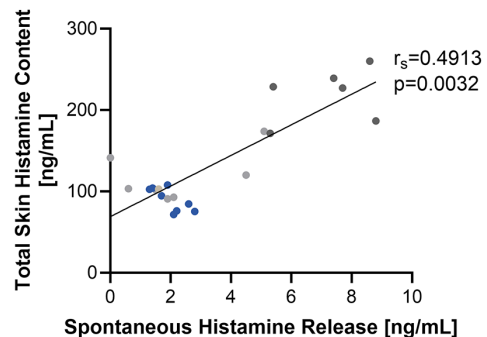 300
200
100
0
0 2 4 6 8 10
Total Skin Histamine Content
[ng/mL]
Spontaneous Histamine Release [ng/mL]
rs=0.4913
p=0.0032